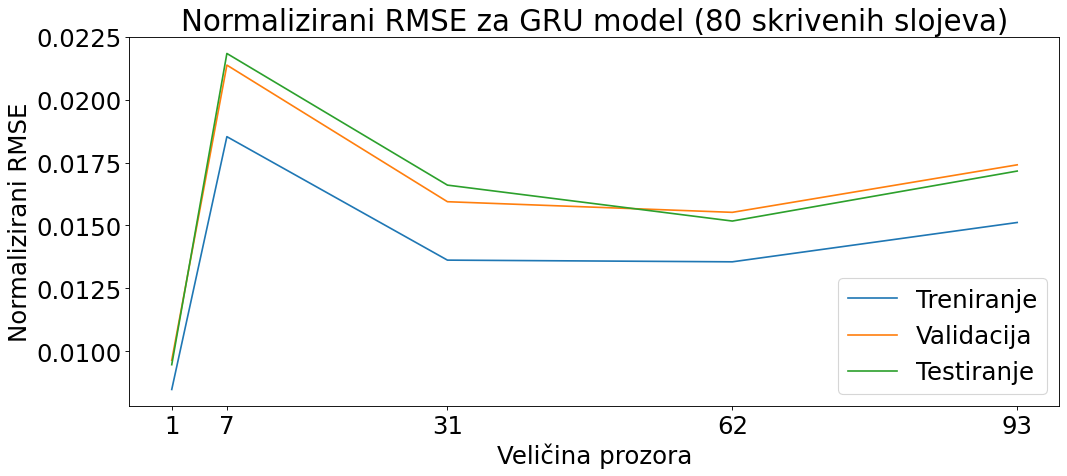 Normalizirani RMSE za GRU model (80 skrivenih slojeva)
Normalizirani RMSE
0.0225
0.0200
0.0175
0.0150
0.0125
0.0100
Treniranje
Validacija
Testiranje
1 7 31 62 93
Veličina prozora